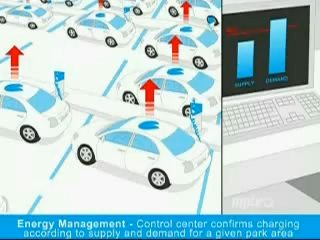 SUPPLY
DEMAND
Energy Management - Control center confirms charging
according to supply and demand for a given park area